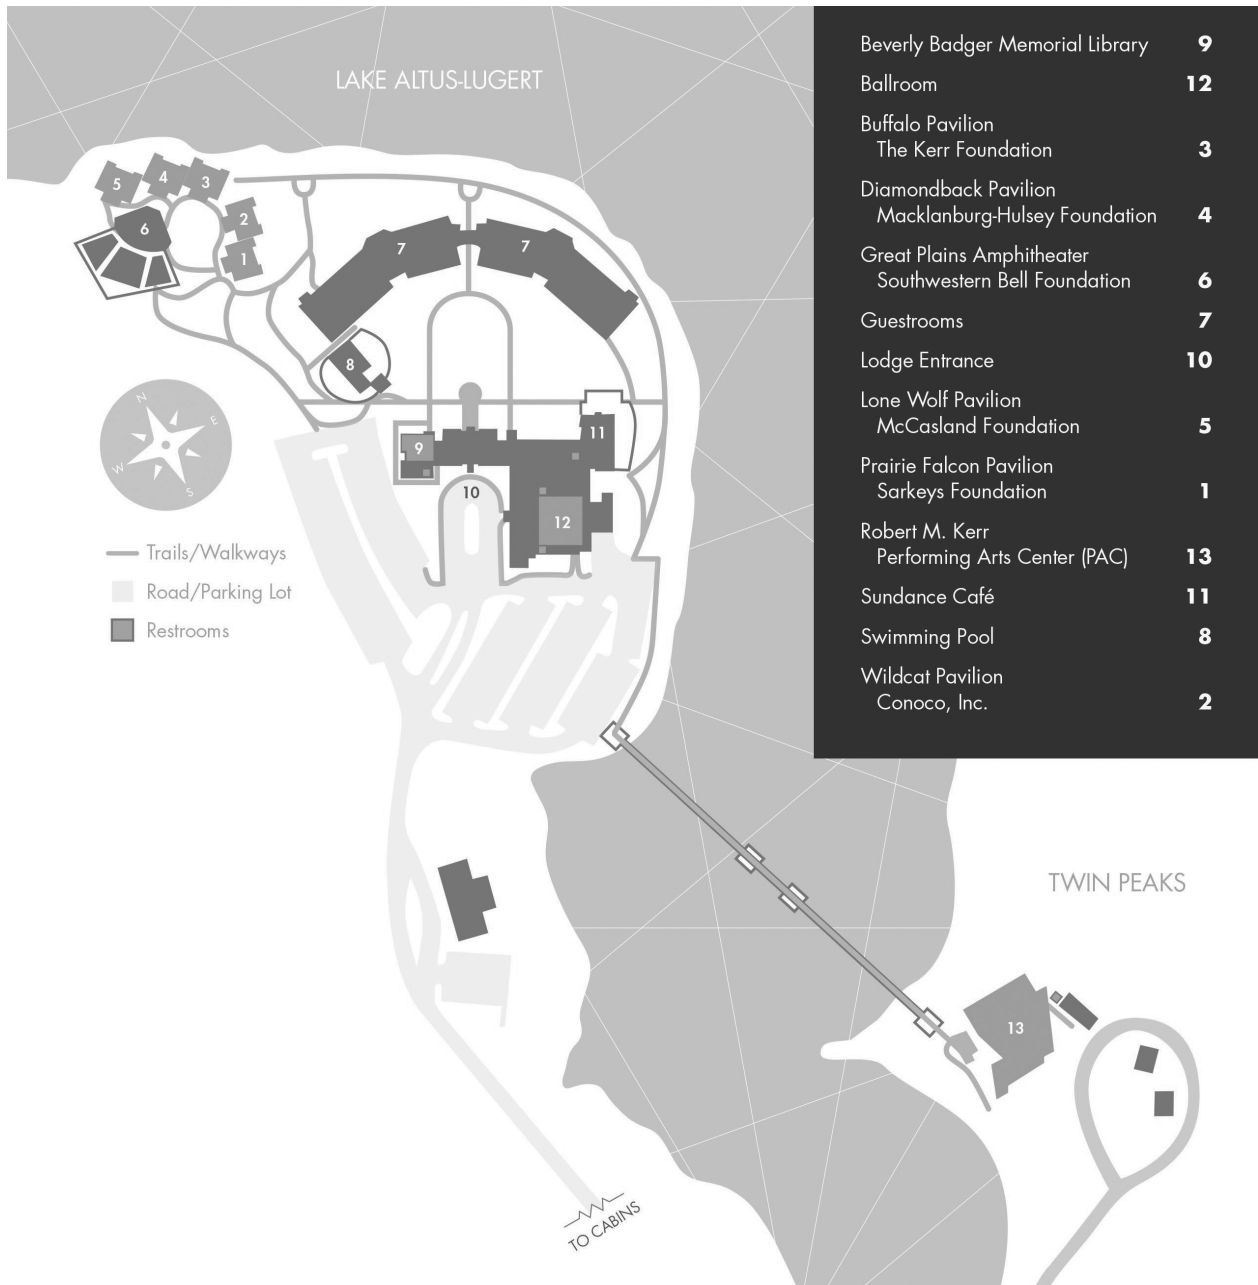 LAKE ALTUS-LUGERT
5
4
3
2
6
1
7
7
8
N
E
W
S
9
11
10
12
Trails/Walkways
Road/Parking Lot
Restrooms
Beverly Badger Memorial Library 9
Ballroom 12
Buffalo Pavilion
The Kerr Foundation 3
Diamondback Pavilion
Macklanburg-Hulsey Foundation 4
Great Plains Amphitheater
Southwestern Bell Foundation 6
Guestrooms 7
Lodge Entrance 10
Lone Wolf Pavilion
McCasland Foundation 5
Prairie Falcon Pavilion
Sarkeys Foundation 1
Robert M. Kerr
Performing Arts Center (PAC) 13
Sundance Café 11
Swimming Pool 8
Wildcat Pavilion
Conoco, Inc. 2
TWIN PEAKS
13
TO CABINS